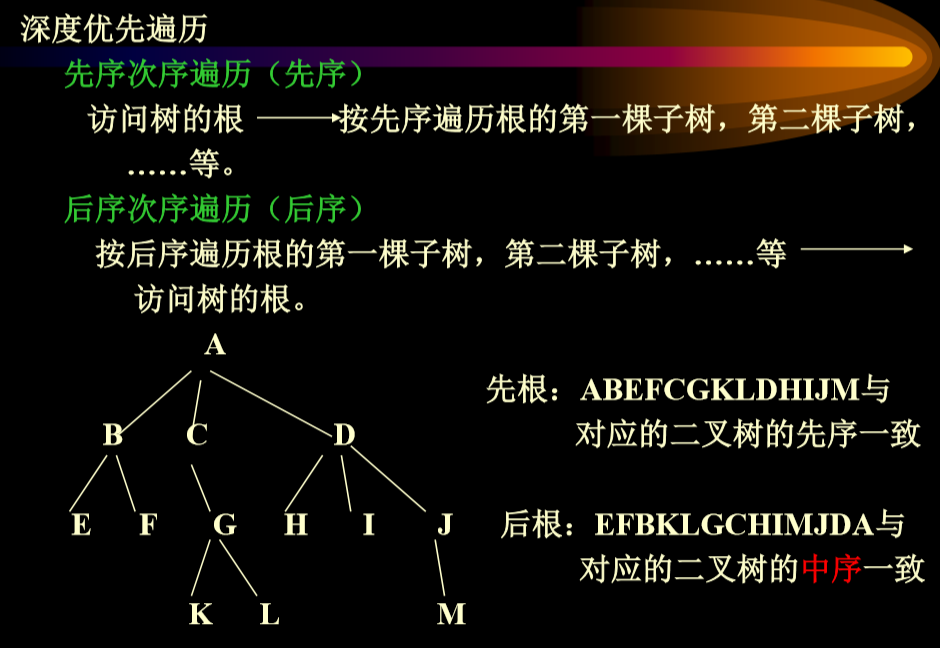 深度优先遍历
先序次序遍历（先序）
访问树的根 按先序遍历根的第一棵子树，第二棵子树，
……等。
后序次序遍历（后序）
按后序遍历根的第一棵子树，第二棵子树，……等
访问树的根。
A
先根：ABEFCGKLDHIJM与
B C D 对应的二叉树的先序一致
E F G H I J 后根：EFBKLGCHIMJDA与
对应的二叉树的中序一致
K L M